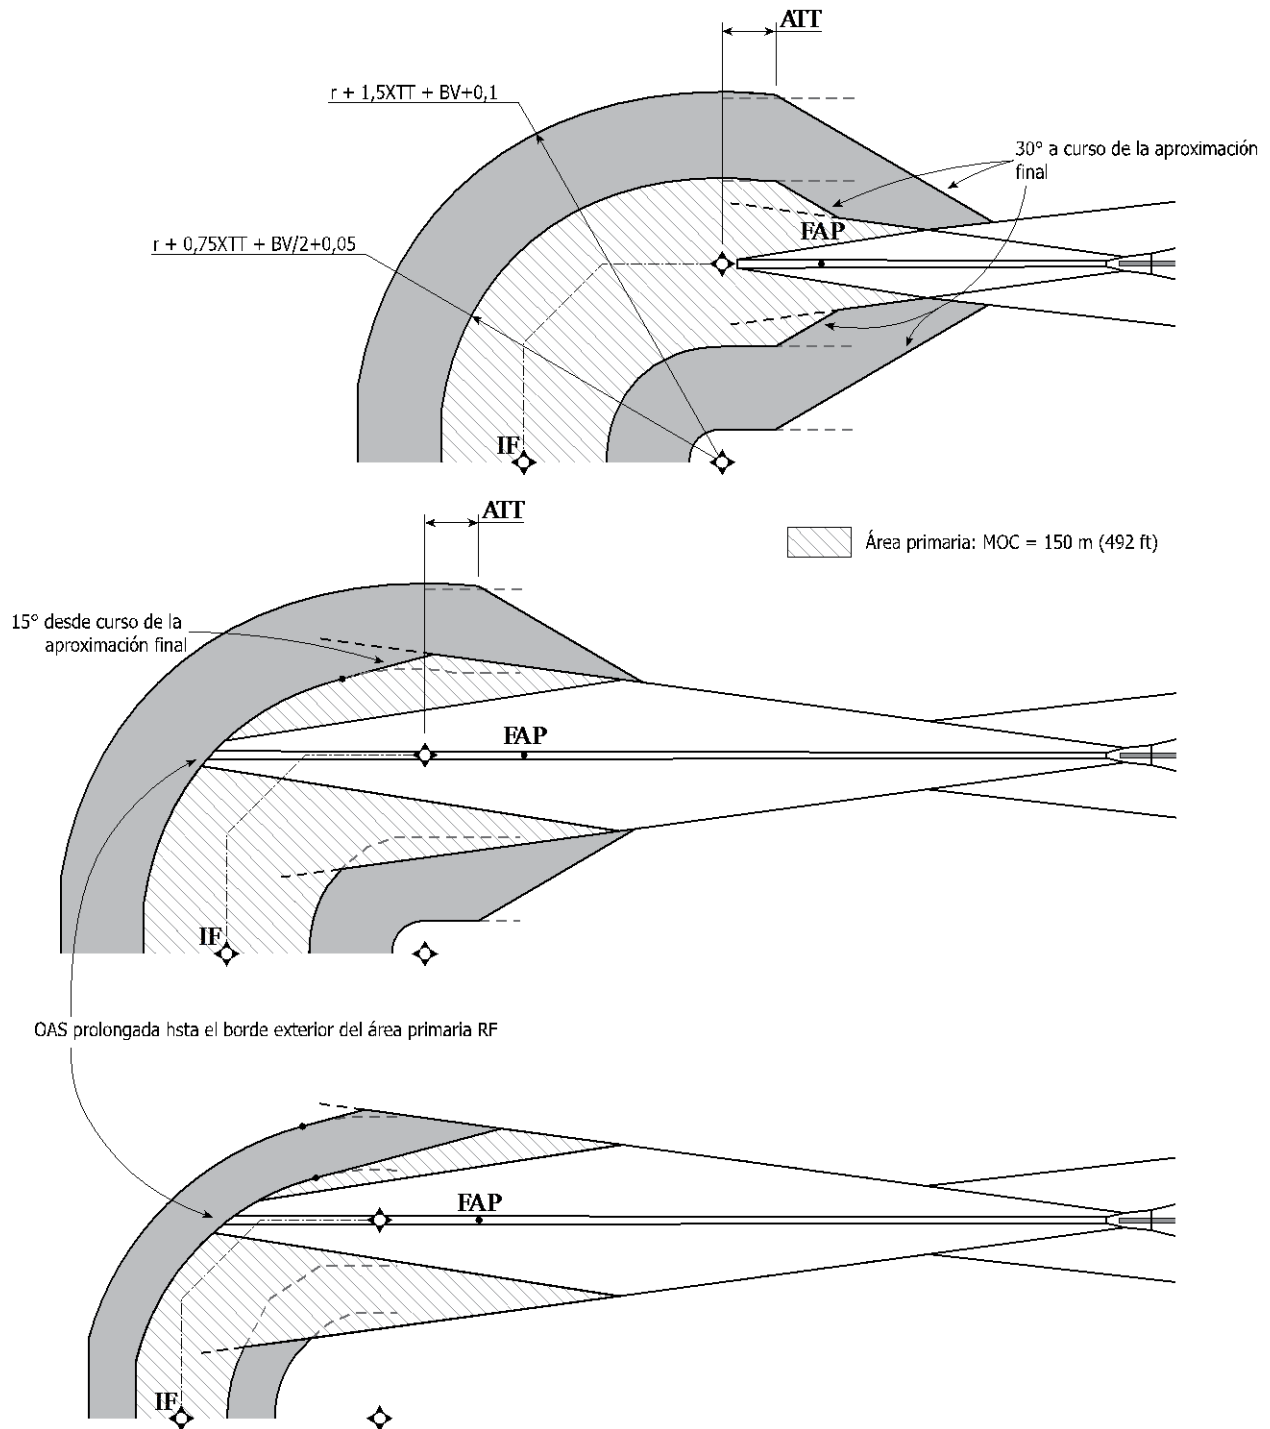 ATT
r + 1,5XTT + BV+0,1
30° a curso de la aproximación
final
FAP
r + 0,75XTT + BV/2+0,05
IF
ATT
Área primaria: MOC = 150 m (492 ft)
15° desde curso de la
aproximación final
FAP
IF
OAS prolongada hsta el borde exterior del área primaria RF
FAP
IF